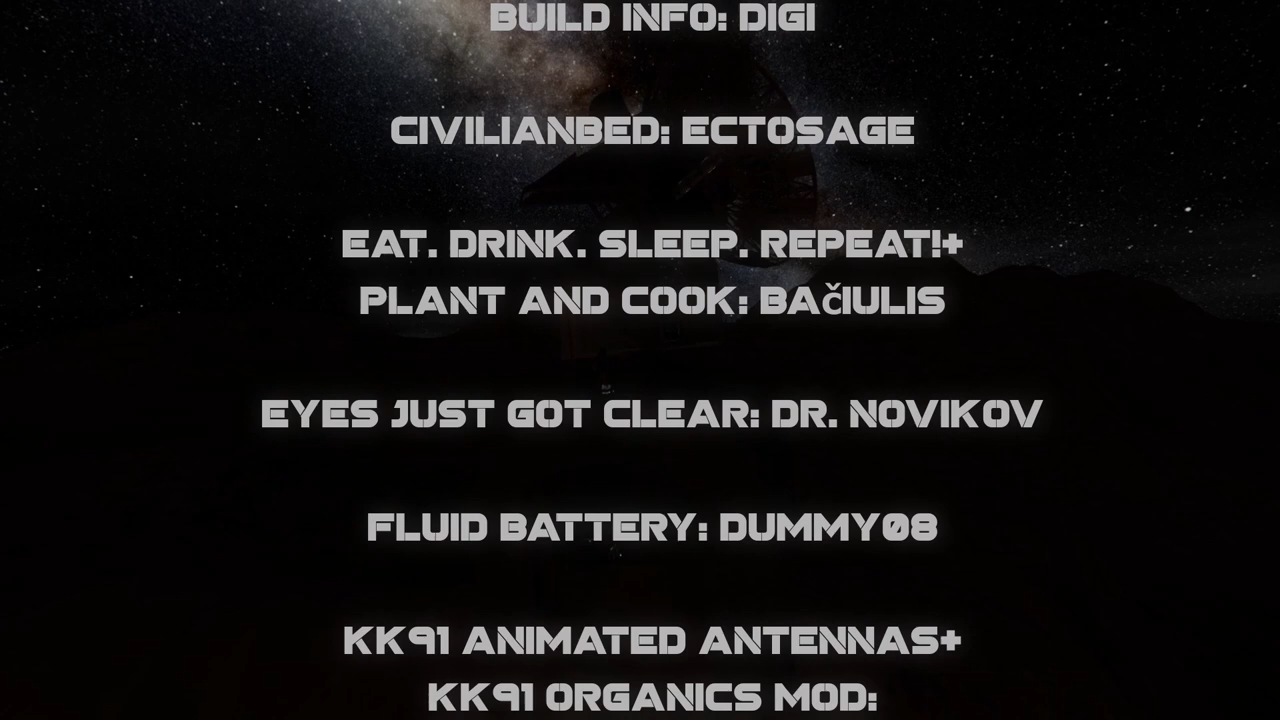 BUILD INFO: DIGI
CIVILIANBED: ECTOSAGE
EAT. DRINK. SLEEP. REPEAT!+
PLANT AND COOK: BAČIULIS
EYES JUST GOT CLEAR: DR. NOVIKOV
FLUID BATTERY: DUMMY08
KK91 ANIMATED ANTENNAS+
KK91 ORGANICS MOD: